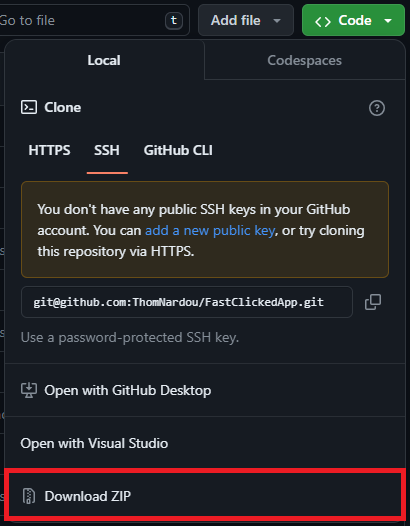 Go to file t Add file Code
Local Codespaces
Clone
HTTPS SSH GitHub CLI
You don't have any public SSH keys in your GitHub
account. You can add a new public key, or try cloning
this repository via HTTPS.
git@github.com:ThomNardou/FastClickedApp.git
Use a password-protected SSH key.
Open with GitHub Desktop
Open with Visual Studio
Download ZIP